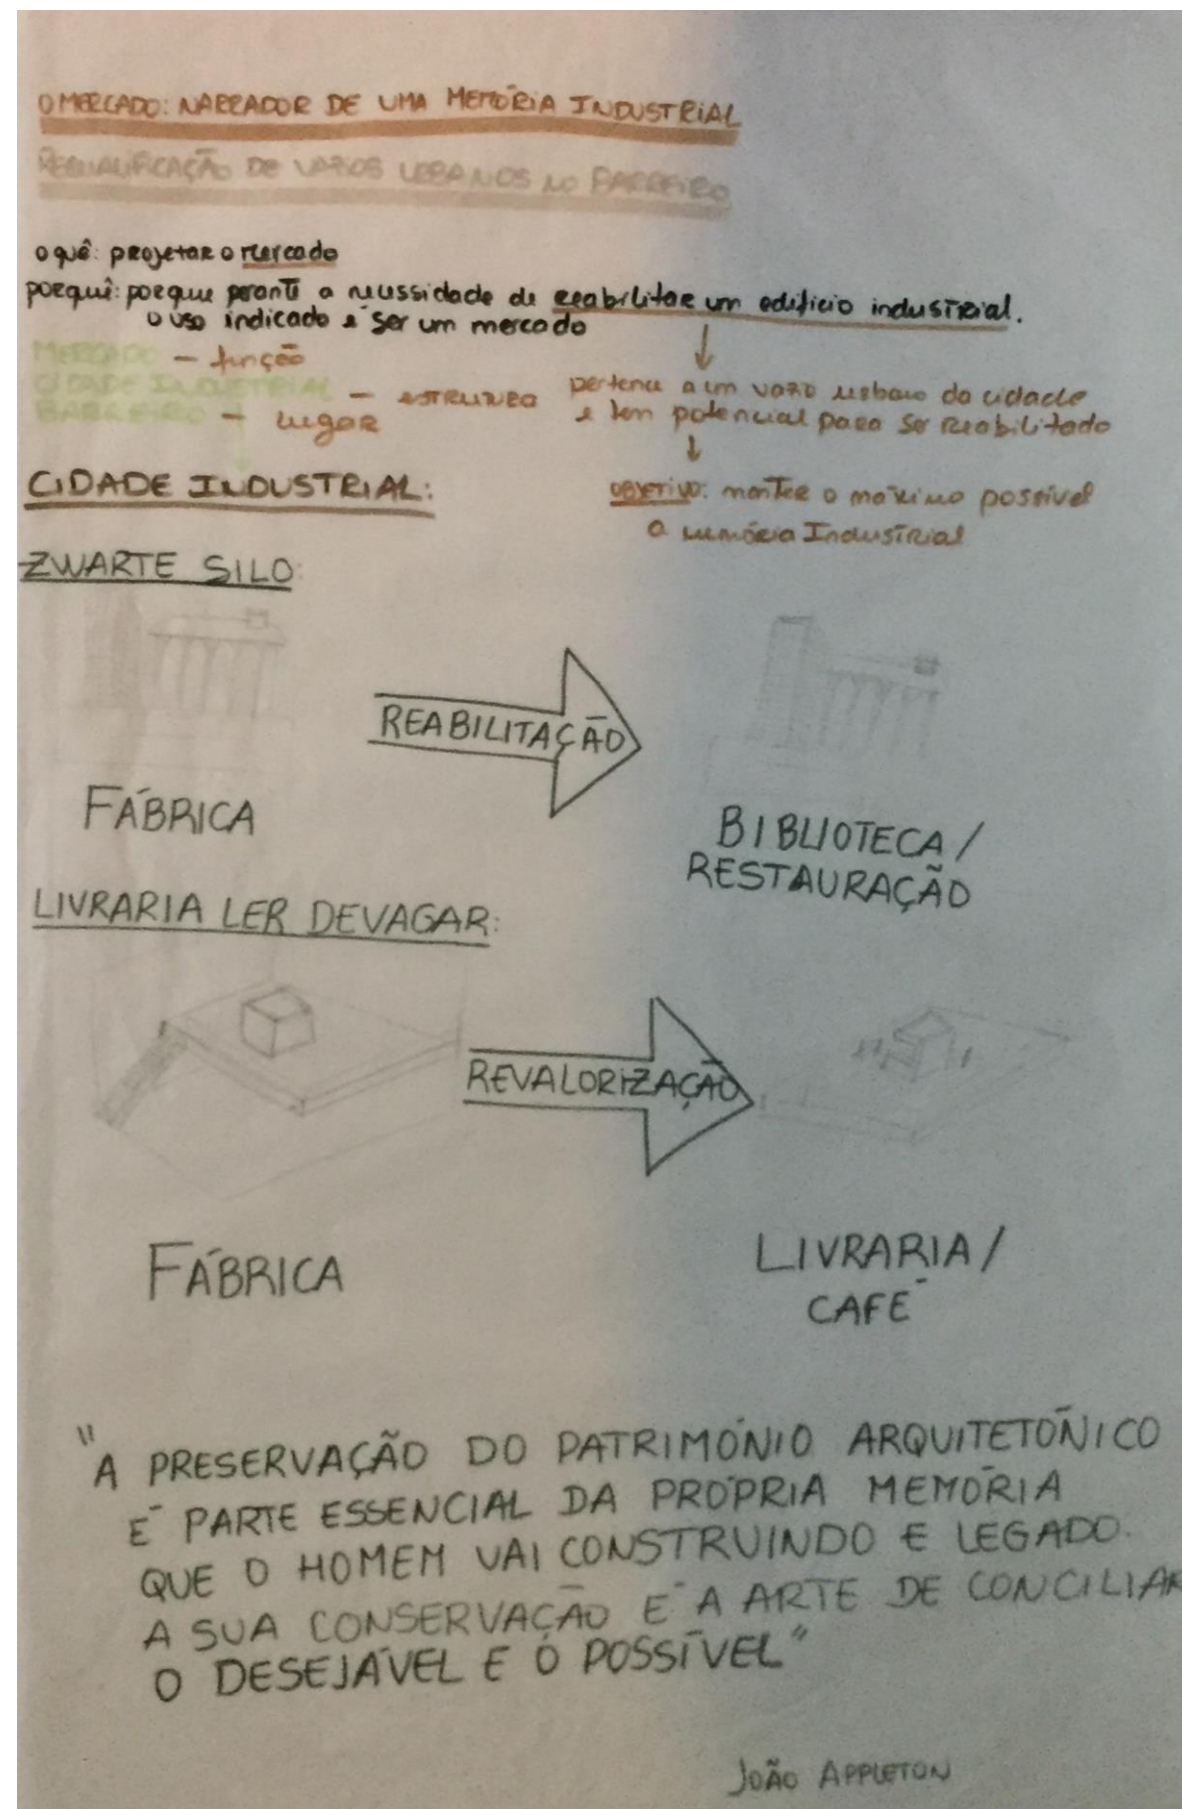 O MERCADO: NARRADOR DE UMA MEMÓRIA INDUSTRIAL
REQUALIFICAÇÃO DE VAZIOS URBANOS NO BARREIRO
o quê: projetar o mercado
porquê: porque perante a necessidade de reabilitar um edifício industrial.
o uso indicado é ser um mercado
MERCADO — função
CIDADE INDUSTRIAL — ESTRUTURA
BARREIRO — lugar
pertence a um vazio urbano da cidade
e tem potencial para ser reabilitado
OBJETIVO: manter o máximo possível
a memória Industrial
CIDADE INDUSTRIAL:
ZWARTE SILO:
REABILITAÇÃO
FÁBRICA
BIBLIOTECA/
RESTAURAÇÃO
LIVRARIA LER DEVAGAR:
REVALORIZAÇÃO
FÁBRICA
LIVRARIA/
CAFÉ
"A PRESERVAÇÃO DO PATRIMÓNIO ARQUITETÓNICO
É PARTE ESSENCIAL DA PRÓPRIA MEMÓRIA
QUE O HOMEM VAI CONSTRUINDO E LEGADO.
A SUA CONSERVAÇÃO É A ARTE DE CONCILIAR
O DESEJÁVEL E O POSSÍVEL"
JOÃO APPLETON